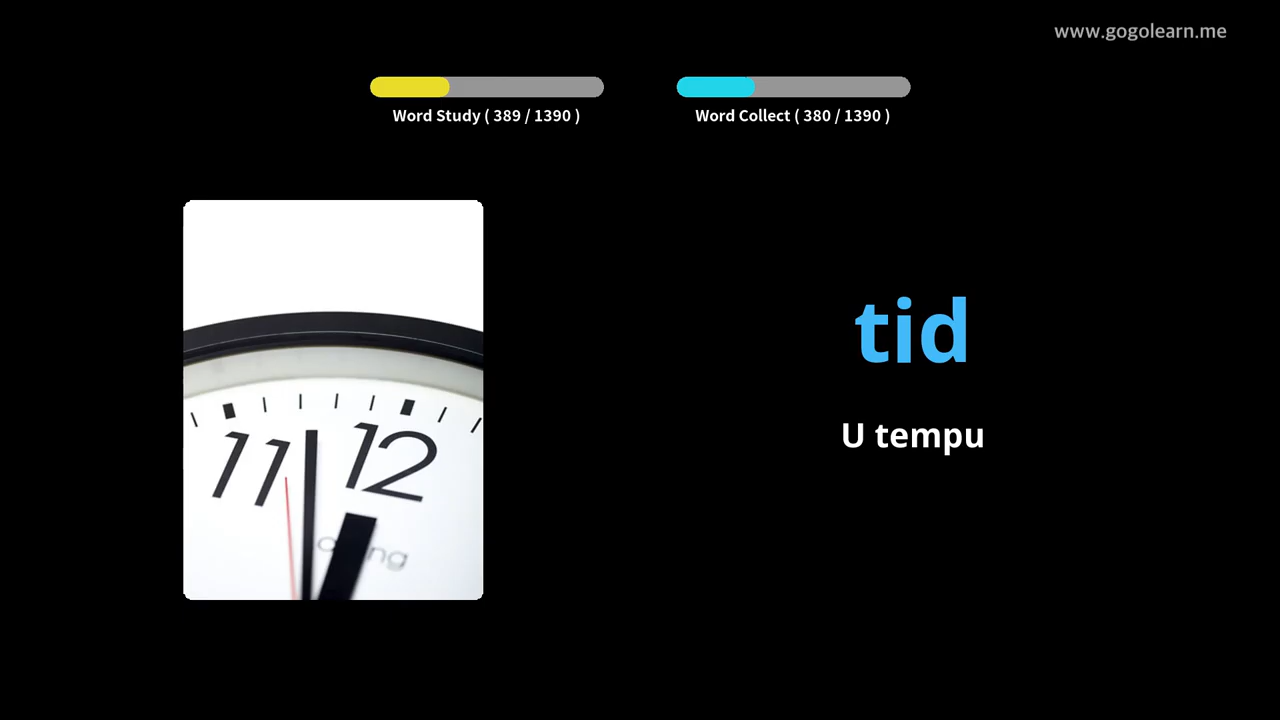 www.gogolearn.me
Word Study ( 389 / 1390 )
Word Collect ( 380 / 1390 )
11 12
tid
U tempu